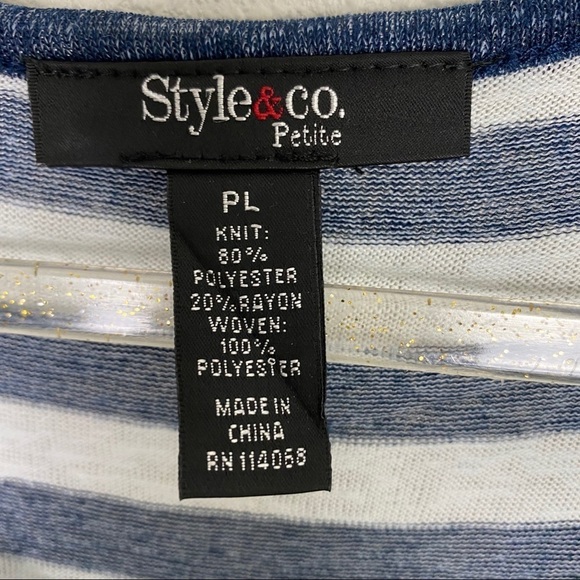 Style&co.
Petite
PL
KNIT:
80%
POLYESTER
20%RAYON
WOVEN:
100%
POLYESTER
MADE IN
CHINA
RN 114068